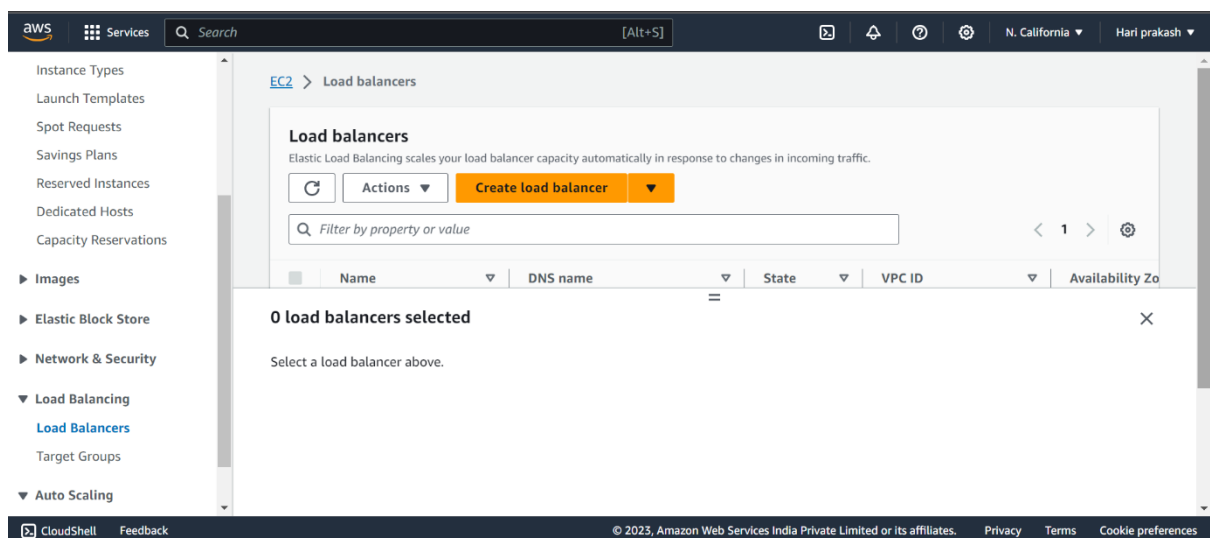 aws Services Search [Alt+S] N. California Hari prakash
Instance Types
Launch Templates
Spot Requests
Savings Plans
Reserved Instances
Dedicated Hosts
Capacity Reservations
Images
Elastic Block Store
Network & Security
Load Balancing
Load Balancers
Target Groups
Auto Scaling
EC2 > Load balancers
Load balancers
Elastic Load Balancing scales your load balancer capacity automatically in response to changes in incoming traffic.
Actions Create load balancer
Filter by property or value 1
Name DNS name State VPC ID Availability Zo
0 load balancers selected
Select a load balancer above.
CloudShell Feedback © 2023, Amazon Web Services India Private Limited or its affiliates. Privacy Terms Cookie preferences